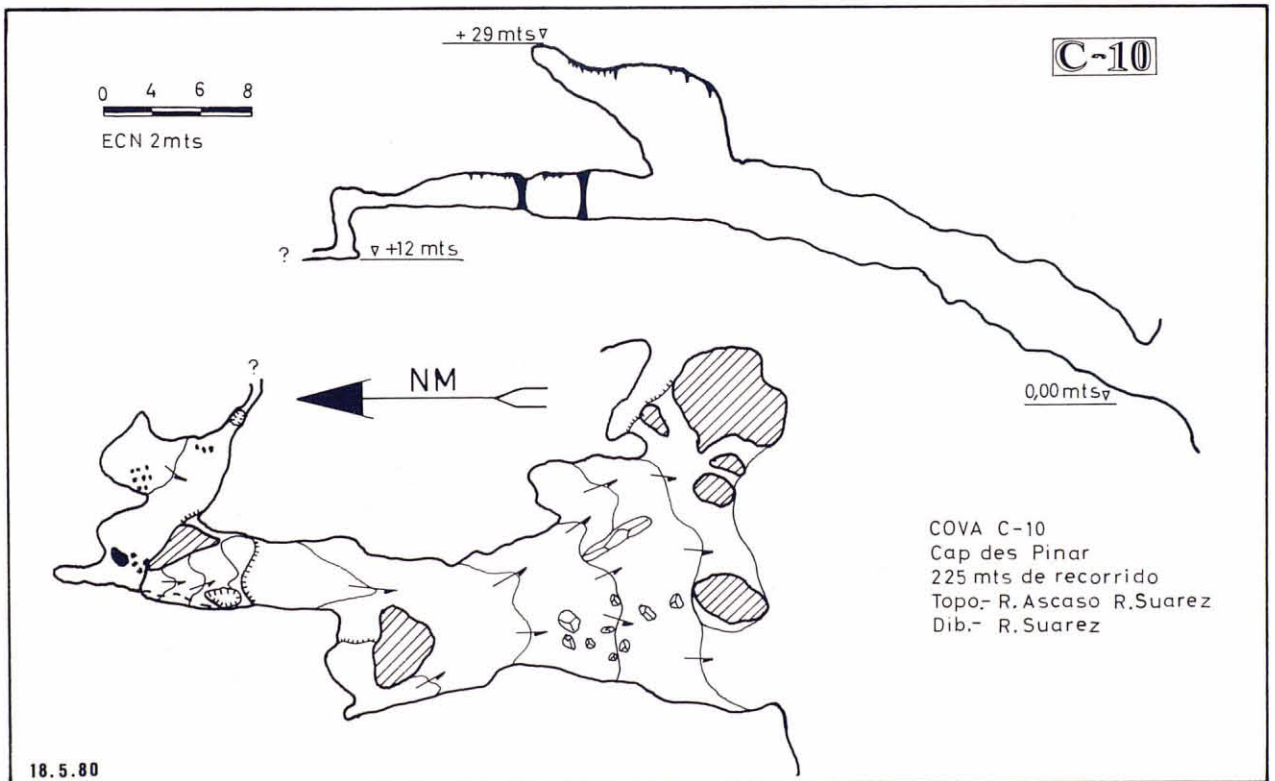 +29 mts
C-10
0 4 6 8
ECN 2mts
? +12 mts
?
NM
0,00 mts
COVA C-10
Cap des Pinar
225 mts de recorrido
Topo.- R. Ascaso R. Suarez
Dib.- R. Suarez
18.5.80